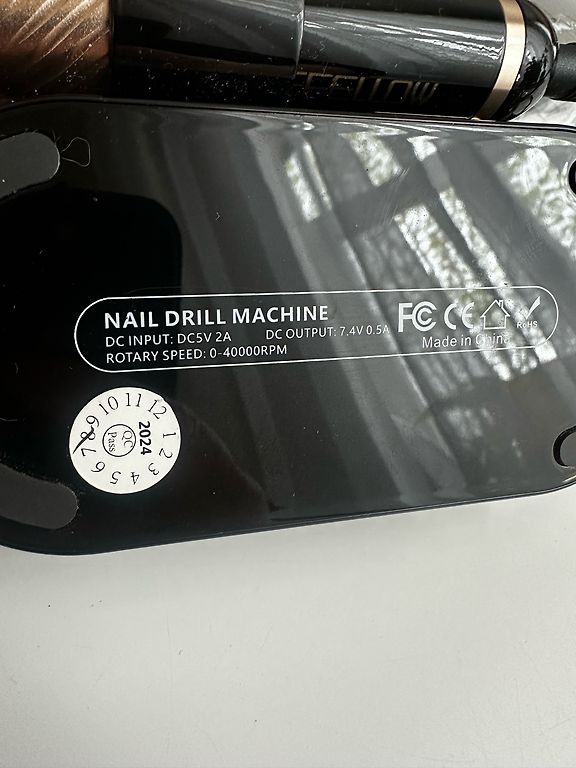 NAIL DRILL MACHINE
DC INPUT: DC5V 2A DC OUTPUT: 7.4V 0.5A
ROTARY SPEED: 0-40000RPM
FC CE RoHS
Made in China
9 10 11 12 1 2 3 4 5 6 7 8
2024
QC
Pass